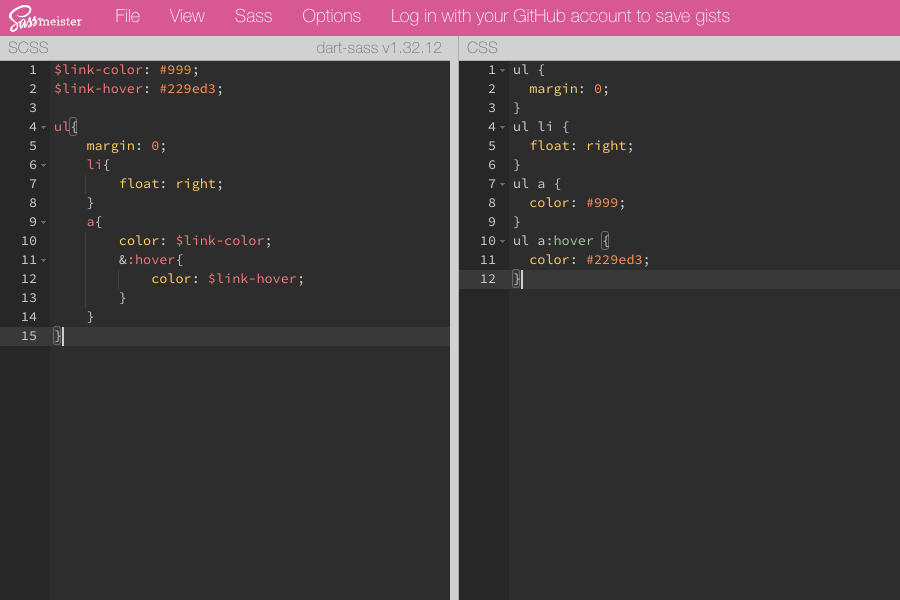 Sassmeister File View Sass Options Log in with your GitHub account to save gists
SCSS dart-sass v1.32.12
1 $link-color: #999;
2 $link-hover: #229ed3;
3
4 ul{
5     margin: 0;
6     li{
7         float: right;
8     }
9     a{
10         color: $link-color;
11         &:hover{
12             color: $link-hover;
13         }
14     }
15 }
CSS
1 ul {
2   margin: 0;
3 }
4 ul li {
5   float: right;
6 }
7 ul a {
8   color: #999;
9 }
10 ul a:hover {
11   color: #229ed3;
12 }